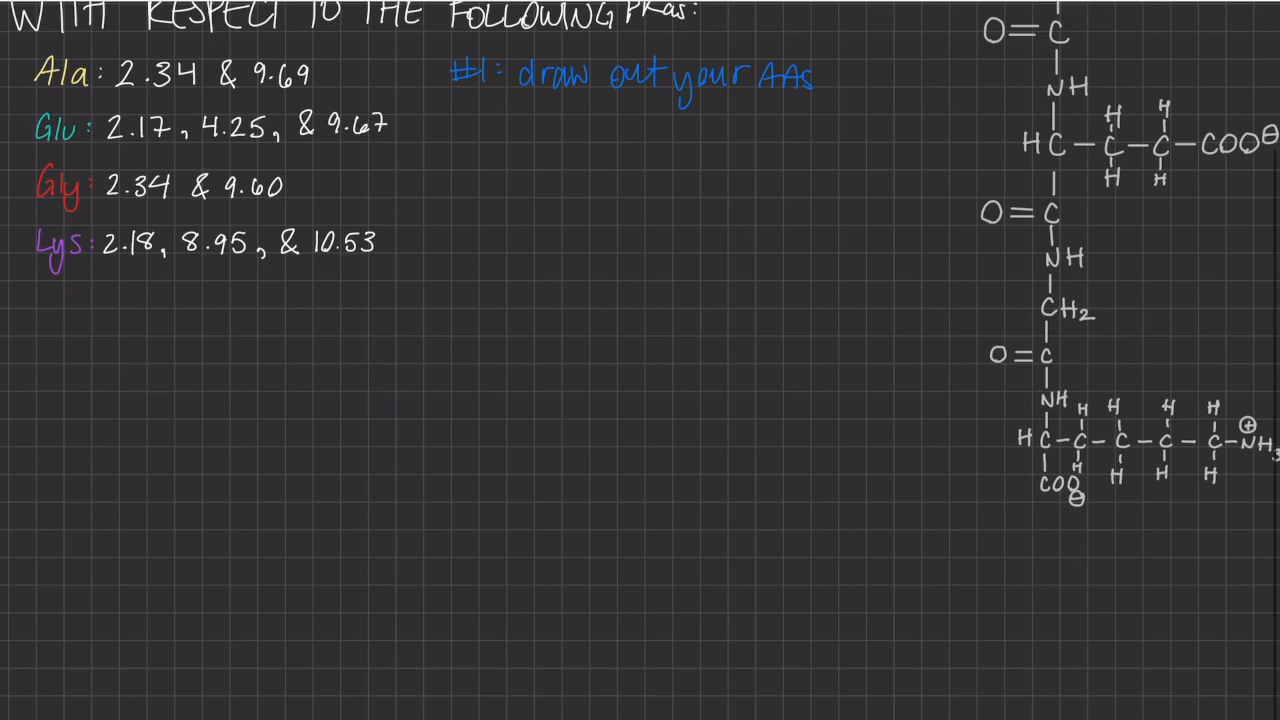 WITH RESPECT TO THE FOLLOWING PKas:
Ala: 2.34 & 9.69
#1: draw out your AAs
Glu: 2.17, 4.25, & 9.67
Gly: 2.34 & 9.60
Lys: 2.18, 8.95, & 10.53
O=C
NH
H H
HC-C-C-COO⊖
H H
O=C
NH
CH2
O=C
NH
H H H H
HC-C-C-C-C-NH3
⊕
H H H H
COO
⊖